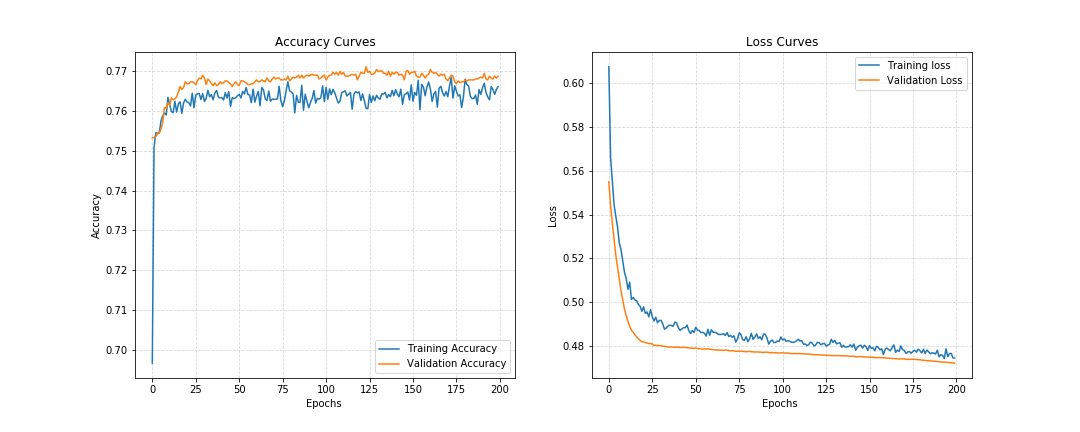 Accuracy Curves
0.77
0.76
0.75
0.74
0.73
0.72
0.71
0.70
Accuracy
Training Accuracy
Validation Accuracy
0 25 50 75 100 125 150 175 200
Epochs
Loss Curves
0.60
0.58
0.56
0.54
0.52
0.50
0.48
Loss
Training loss
Validation Loss
0 25 50 75 100 125 150 175 200
Epochs